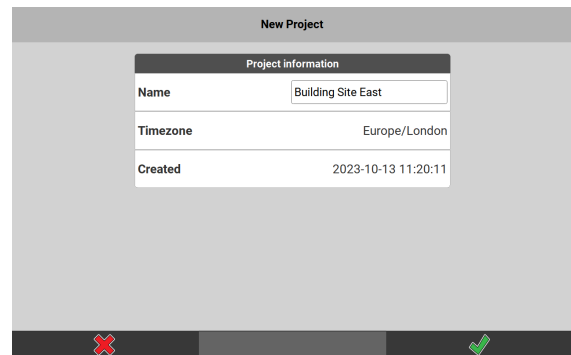 New Project
Project information
Name Building Site East
Timezone Europe/London
Created 2023-10-13 11:20:11